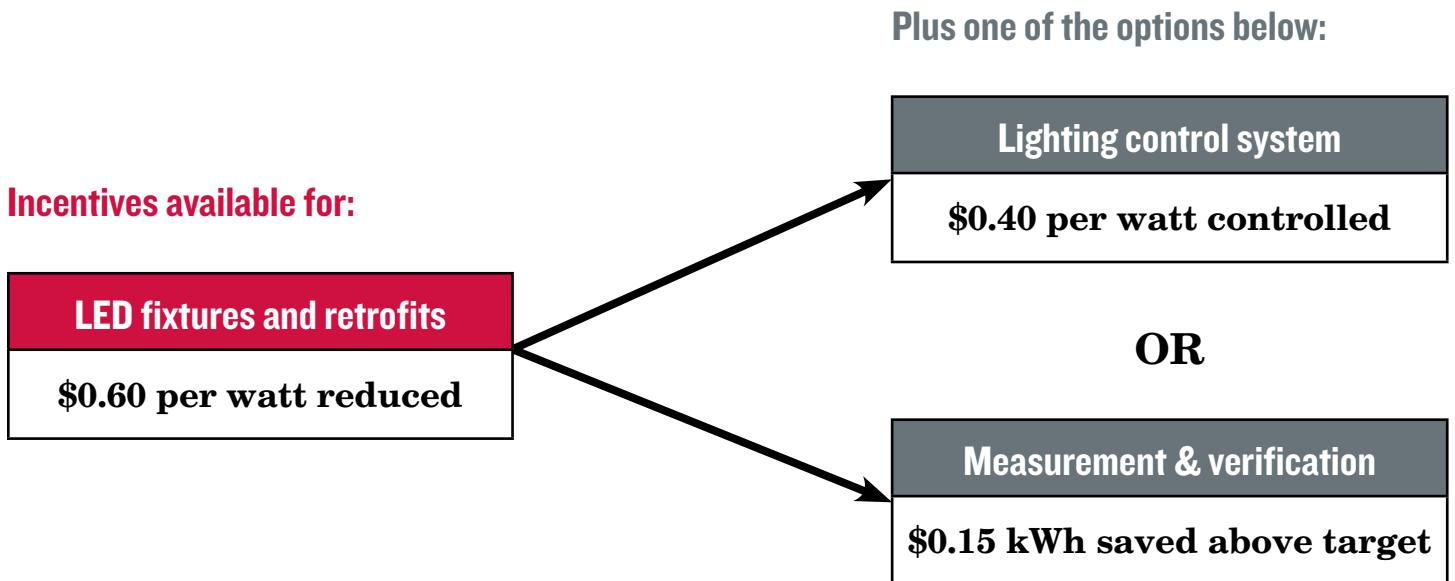 Plus one of the options below:
Incentives available for:
LED fixtures and retrofits
$0.60 per watt reduced
Lighting control system
$0.40 per watt controlled
OR
Measurement & verification
$0.15 kWh saved above target